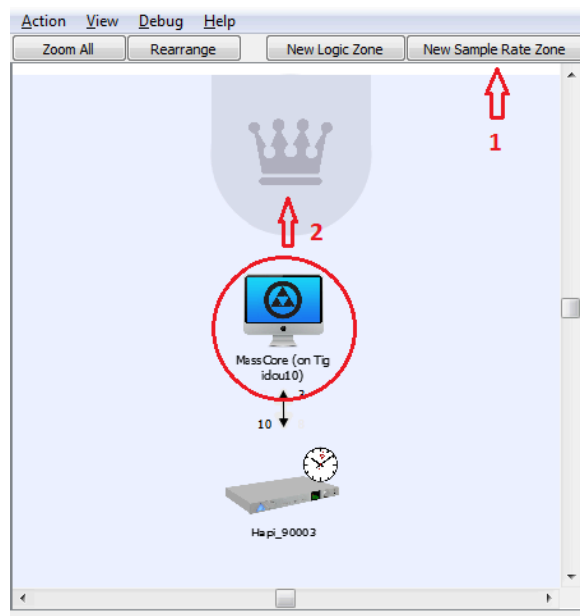 Action View Debug Help
Zoom All Rearrange New Logic Zone New Sample Rate Zone
1
2
MassCore (on Tig
idou10)
2
10
Hapi_90003